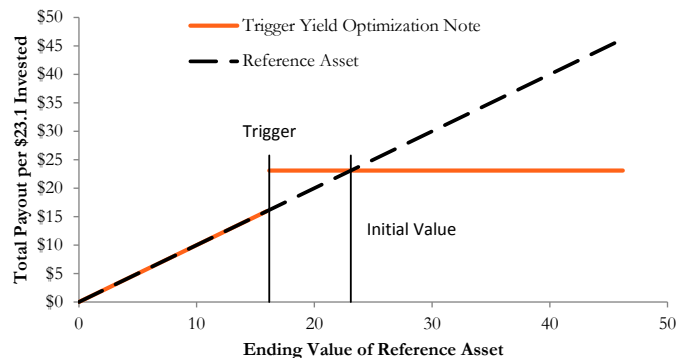 $50
$45
$40
$35
$30
$25
$20
$15
$10
$5
$0
Total Payout per $23.1 Invested
Trigger Yield Optimization Note
Reference Asset
Trigger
Initial Value
0
10
20
30
40
50
Ending Value of Reference Asset